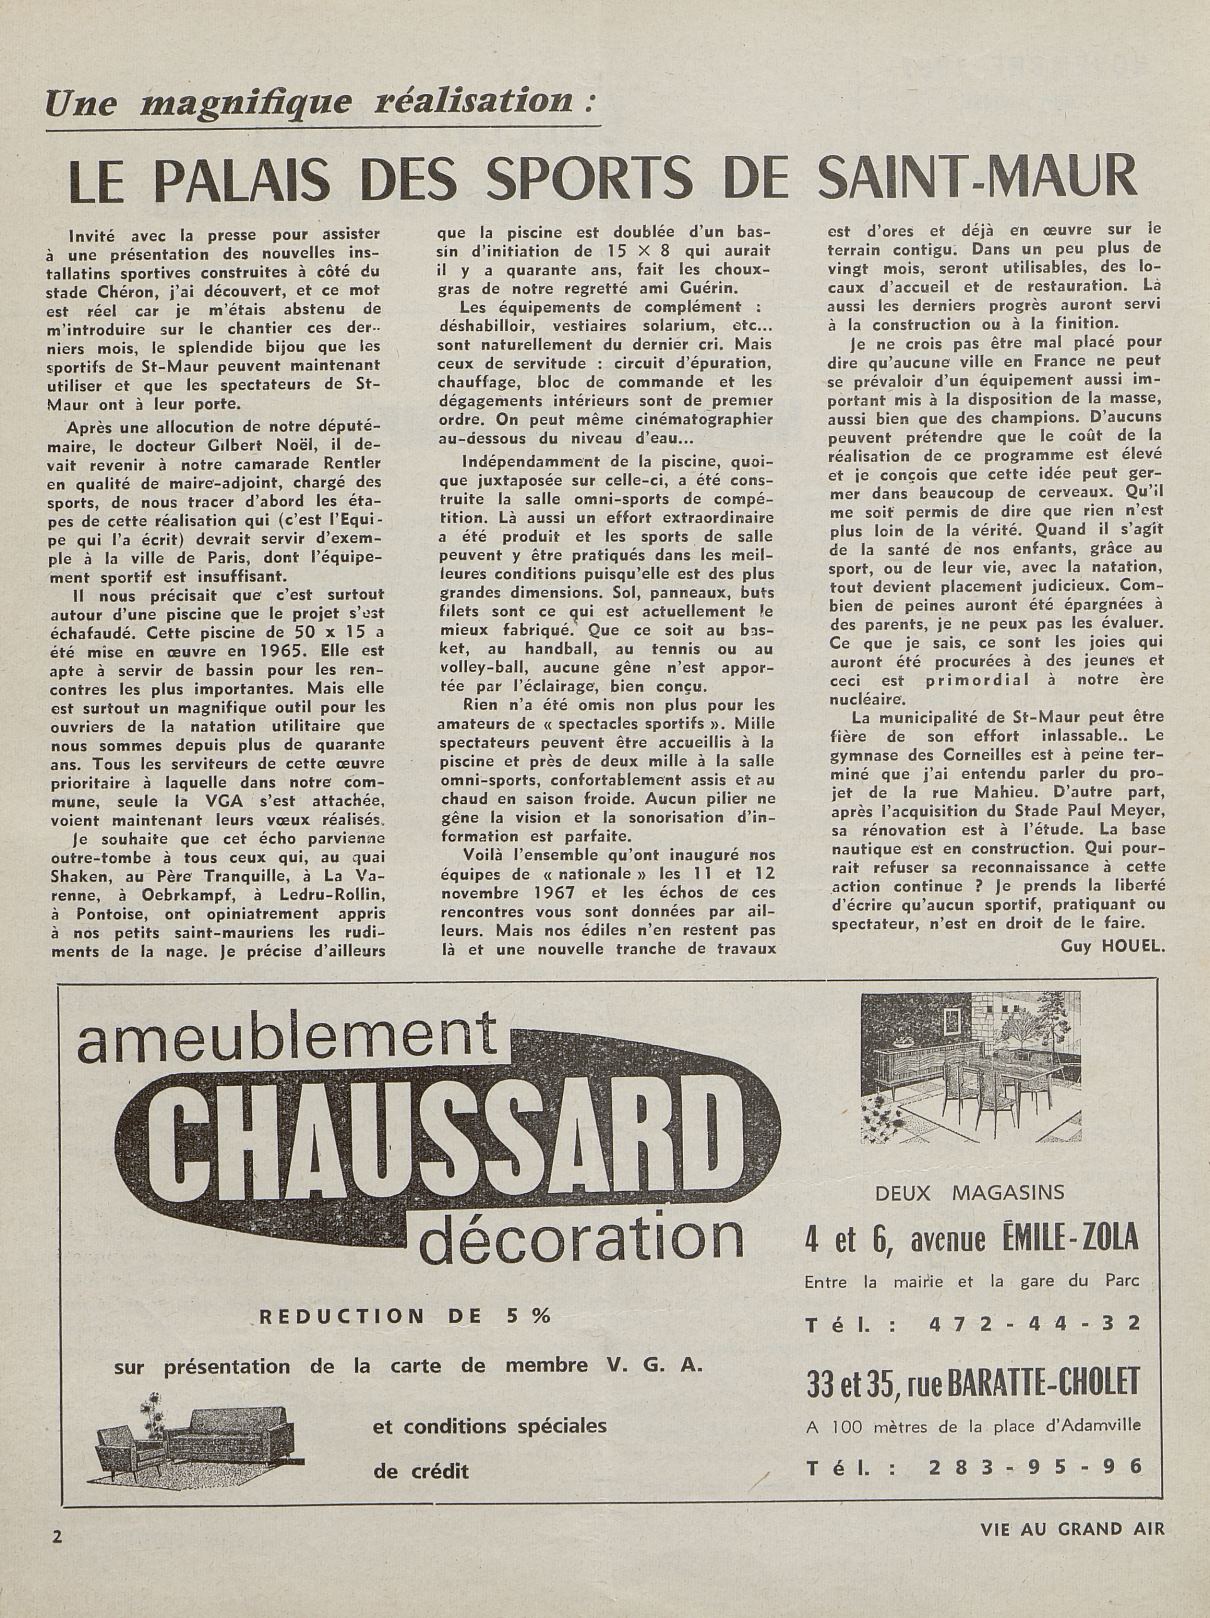 Une magnifique réalisation :
LE PALAIS DES SPORTS DE SAINT-MAUR
Invité avec la presse pour assister
à une présentation des nouvelles ins-
tallatins sportives construites à côté du
stade Chéron, j'ai découvert, et ce mot
est réel car je m'étais abstenu de
m'introduire sur le chantier ces der-
niers mois, le splendide bijou que les
sportifs de St-Maur peuvent maintenant
utiliser et que les spectateurs de St-
Maur ont à leur porte.
Après une allocution de notre député-
maire, le docteur Gilbert Noël, il de-
vait revenir à notre camarade Rentler
en qualité de maire-adjoint, chargé des
sports, de nous tracer d'abord les éta-
pes de cette réalisation qui (c'est l'Equi-
pe qui l'a écrit) devrait servir d'exem-
ple à la ville de Paris, dont l'équipe-
ment sportif est insuffisant.
Il nous précisait que c'est surtout
autour d'une piscine que le projet s'est
échafaudé. Cette piscine de 50 x 15 a
été mise en œuvre en 1965. Elle est
apte à servir de bassin pour les ren-
contres les plus importantes. Mais elle
est surtout un magnifique outil pour les
ouvriers de la natation utilitaire que
nous sommes depuis plus de quarante
ans. Tous les serviteurs de cette œuvre
prioritaire à laquelle dans notre com-
mune, seule la VGA s'est attachée,
voient maintenant leurs vœux réalisés.
Je souhaite que cet écho parvienne
outre-tombe à tous ceux qui, au quai
Shaken, au Père Tranquille, à La Va-
renne, à Oebrkampf, à Ledru-Rollin,
à Pontoise, ont opiniatrement appris
à nos petits saint-mauriens les rudi-
ments de la nage. Je précise d'ailleurs
que la piscine est doublée d'un bas-
sin d'initiation de 15 X 8 qui aurait
il y a quarante ans, fait les choux-
gras de notre regretté ami Guérin.
Les équipements de complément :
déshabilloir, vestiaires solarium, etc...
sont naturellement du dernier cri. Mais
ceux de servitude : circuit d'épuration,
chauffage, bloc de commande et les
dégagements intérieurs sont de premier
ordre. On peut même cinématographier
au-dessous du niveau d'eau...
Indépendamment de la piscine, quoi-
que juxtaposée sur celle-ci, a été cons-
truite la salle omni-sports de compé-
tition. Là aussi un effort extraordinaire
a été produit et les sports de salle
peuvent y être pratiqués dans les meil-
leures conditions puisqu'elle est des plus
grandes dimensions. Sol, panneaux, buts
filets sont ce qui est actuellement le
mieux fabriqué. Que ce soit au bas-
ket, au handball, au tennis ou au
volley-ball, aucune gêne n'est appor-
tée par l'éclairage, bien conçu.
Rien n'a été omis non plus pour les
amateurs de « spectacles sportifs ». Mille
spectateurs peuvent être accueillis à la
piscine et près de deux mille à la salle
omni-sports, confortablement assis et au
chaud en saison froide. Aucun pilier ne
gêne la vision et la sonorisation d'in-
formation est parfaite.
Voilà l'ensemble qu'ont inauguré nos
équipes de « nationale » les 11 et 12
novembre 1967 et les échos de ces
rencontres vous sont données par ail-
leurs. Mais nos édiles n'en restent pas
là et une nouvelle tranche de travaux
est d'ores et déjà en œuvre sur le
terrain contigu. Dans un peu plus de
vingt mois, seront utilisables, des lo-
caux d'accueil et de restauration. Là
aussi les derniers progrès auront servi
à la construction ou à la finition.
Je ne crois pas être mal placé pour
dire qu'aucune ville en France ne peut
se prévaloir d'un équipement aussi im-
portant mis à la disposition de la masse,
aussi bien que des champions. D'aucuns
peuvent prétendre que le coût de la
réalisation de ce programme est élevé
et je conçois que cette idée peut ger-
mer dans beaucoup de cerveaux. Qu'il
me soit permis de dire que rien n'est
plus loin de la vérité. Quand il s'agit
de la santé de nos enfants, grâce au
sport, ou de leur vie, avec la natation,
tout devient placement judicieux. Com-
bien de peines auront été épargnées à
des parents, je ne peux pas les évaluer.
Ce que je sais, ce sont les joies qui
auront été procurées à des jeunes et
ceci est primordial à notre ère
nucléaire.
La municipalité de St-Maur peut être
fière de son effort inlassable.. Le
gymnase des Corneilles est à peine ter-
miné que j'ai entendu parler du pro-
jet de la rue Mahieu. D'autre part,
après l'acquisition du Stade Paul Meyer,
sa rénovation est à l'étude. La base
nautique est en construction. Qui pour-
rait refuser sa reconnaissance à cette
action continue ? Je prends la liberté
d'écrire qu'aucun sportif, pratiquant ou
spectateur, n'est en droit de le faire.
Guy HOUEL.
ameublement
CHAUSSARD
décoration
REDUCTION DE 5 %
sur présentation de la carte de membre V. G. A.
et conditions spéciales
de crédit
DEUX MAGASINS
4 et 6, avenue ÉMILE-ZOLA
Entre la mairie et la gare du Parc
Tél. : 472-44-32
33 et 35, rue BARATTE-CHOLET
A 100 mètres de la place d'Adamville
Tél. : 283-95-96
2
VIE AU GRAND AIR